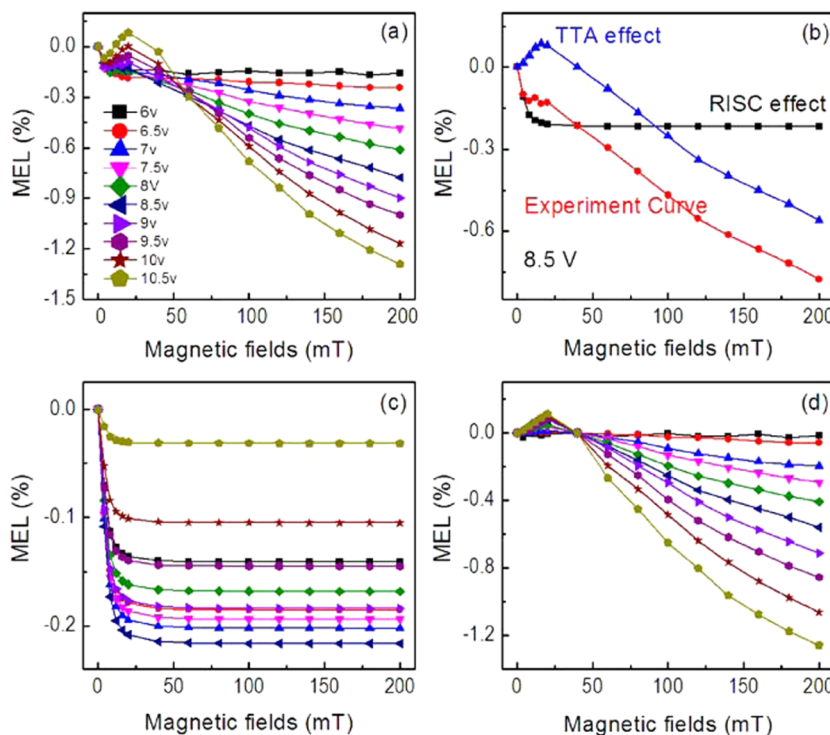 (a)
MEL (%)
0.0
-0.3
-0.6
-0.9
-1.2
-1.5
6v
6.5v
7v
7.5v
8V
8.5v
9v
9.5v
10v
10.5v
0 50 100 150 200
Magnetic fields (mT)
(b)
MEL (%)
0.0
-0.3
-0.6
TTA effect
RISC effect
Experiment Curve
8.5 V
0 50 100 150 200
Magnetic fields (mT)
(c)
MEL (%)
0.0
-0.1
-0.2
0 50 100 150 200
Magnetic fields (mT)
(d)
MEL (%)
0.0
-0.4
-0.8
-1.2
0 50 100 150 200
Magnetic fields (mT)